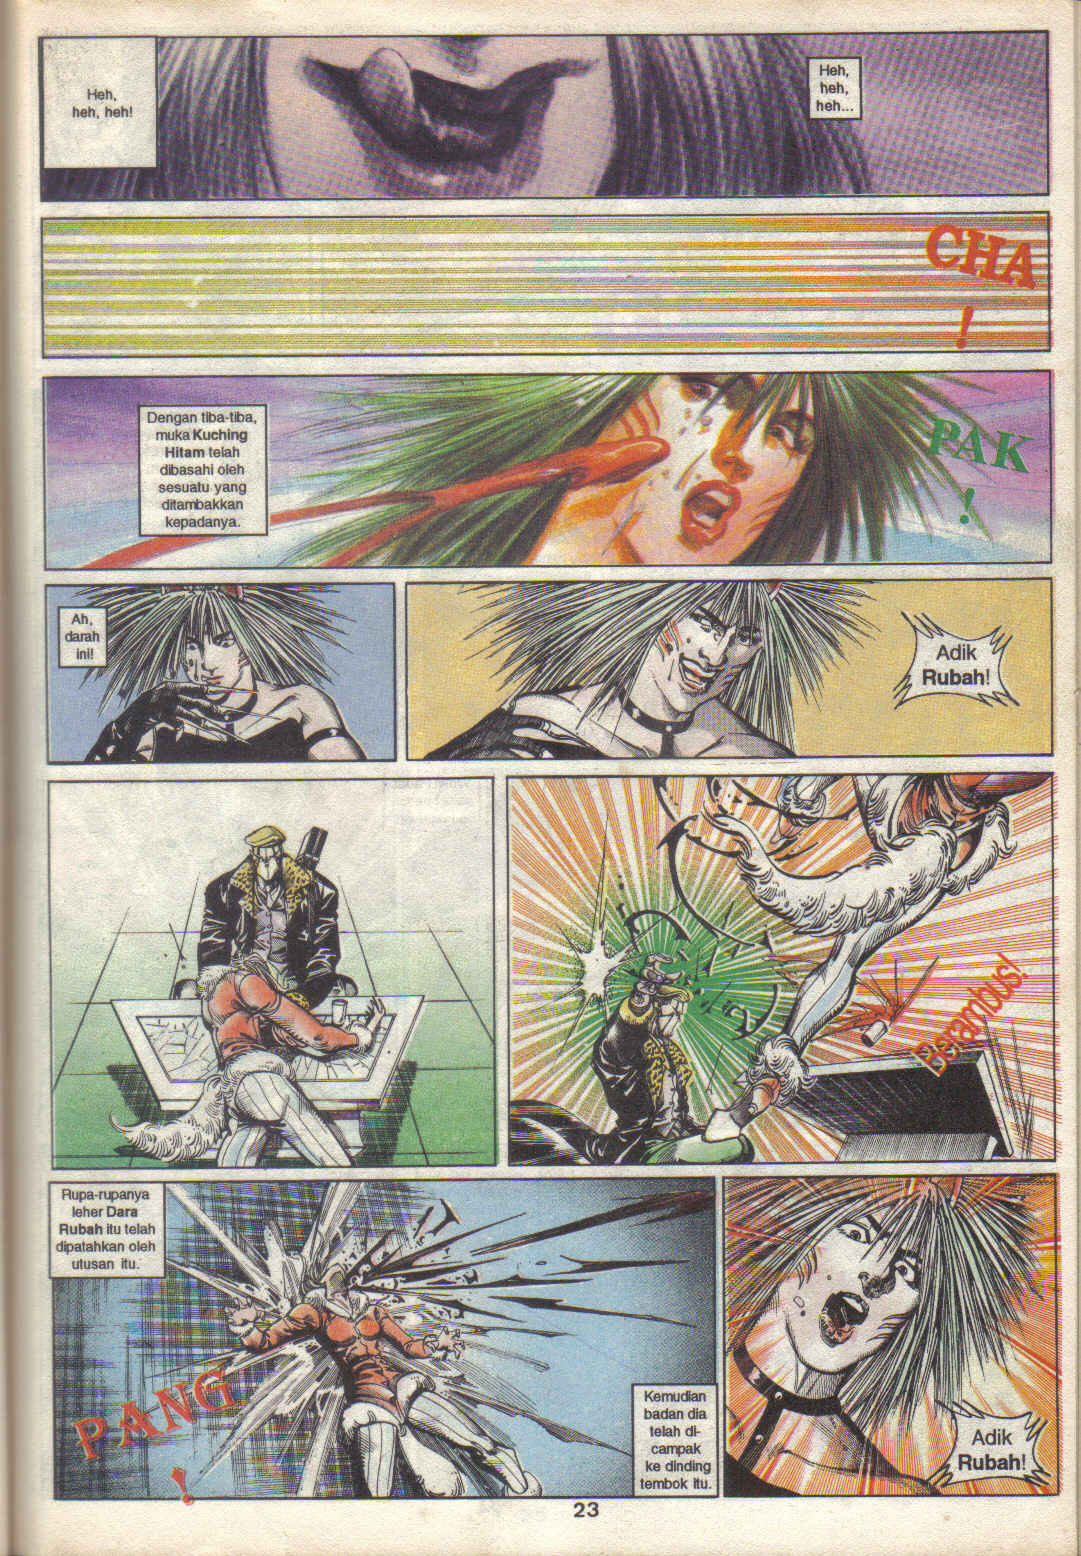 Heh,
heh, heh!
Heh,
heh,
heh...
CHA
!
Dengan tiba-tiba,
muka Kuching
Hitam telah
dibasahi oleh
sesuatu yang
ditambakkan
kepadanya.
PAK
!
Ah,
darah
ini!
Adik
Rubah!
Berambus!
Rupa-rupanya
leher Dara
Rubah itu telah
dipatahkan oleh
utusan itu.
PANG
!
Kemudian
badan dia
telah di-
campak
ke dinding
tembok itu.
Adik
Rubah!
23